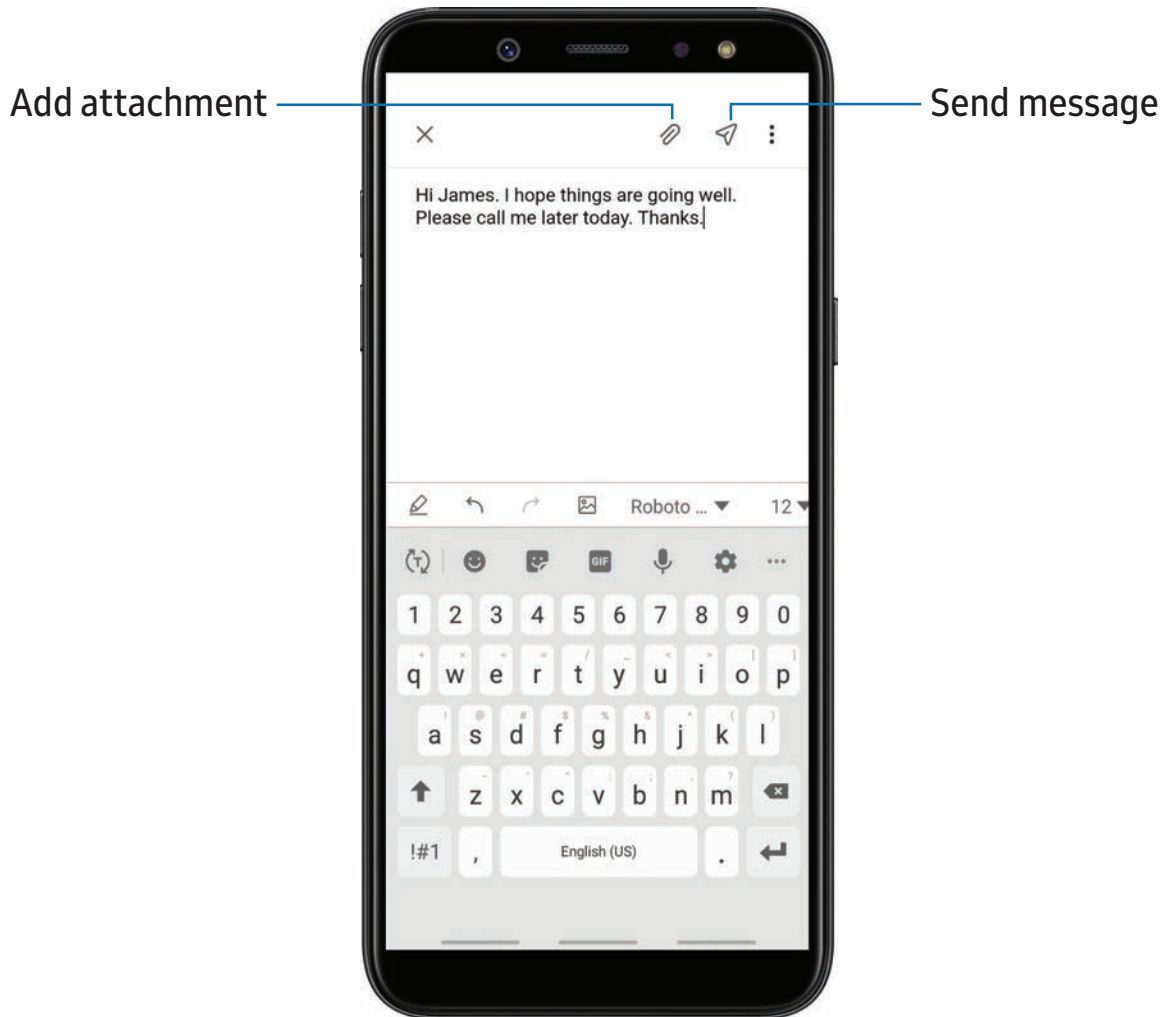 Add attachment
Send message
Hi James. I hope things are going well.
Please call me later today. Thanks.
Roboto ... 12
GIF
1 2 3 4 5 6 7 8 9 0
q w e r t y u i o p
a s d f g h j k l
z x c v b n m
!#1 , English (US) .